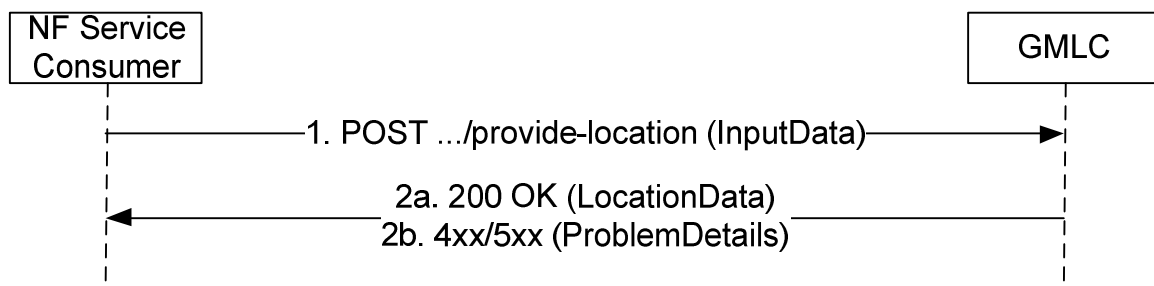 NF Service
Consumer
GMLC
1. POST .../provide-location (InputData)
2a. 200 OK (LocationData)
2b. 4xx/5xx (ProblemDetails)